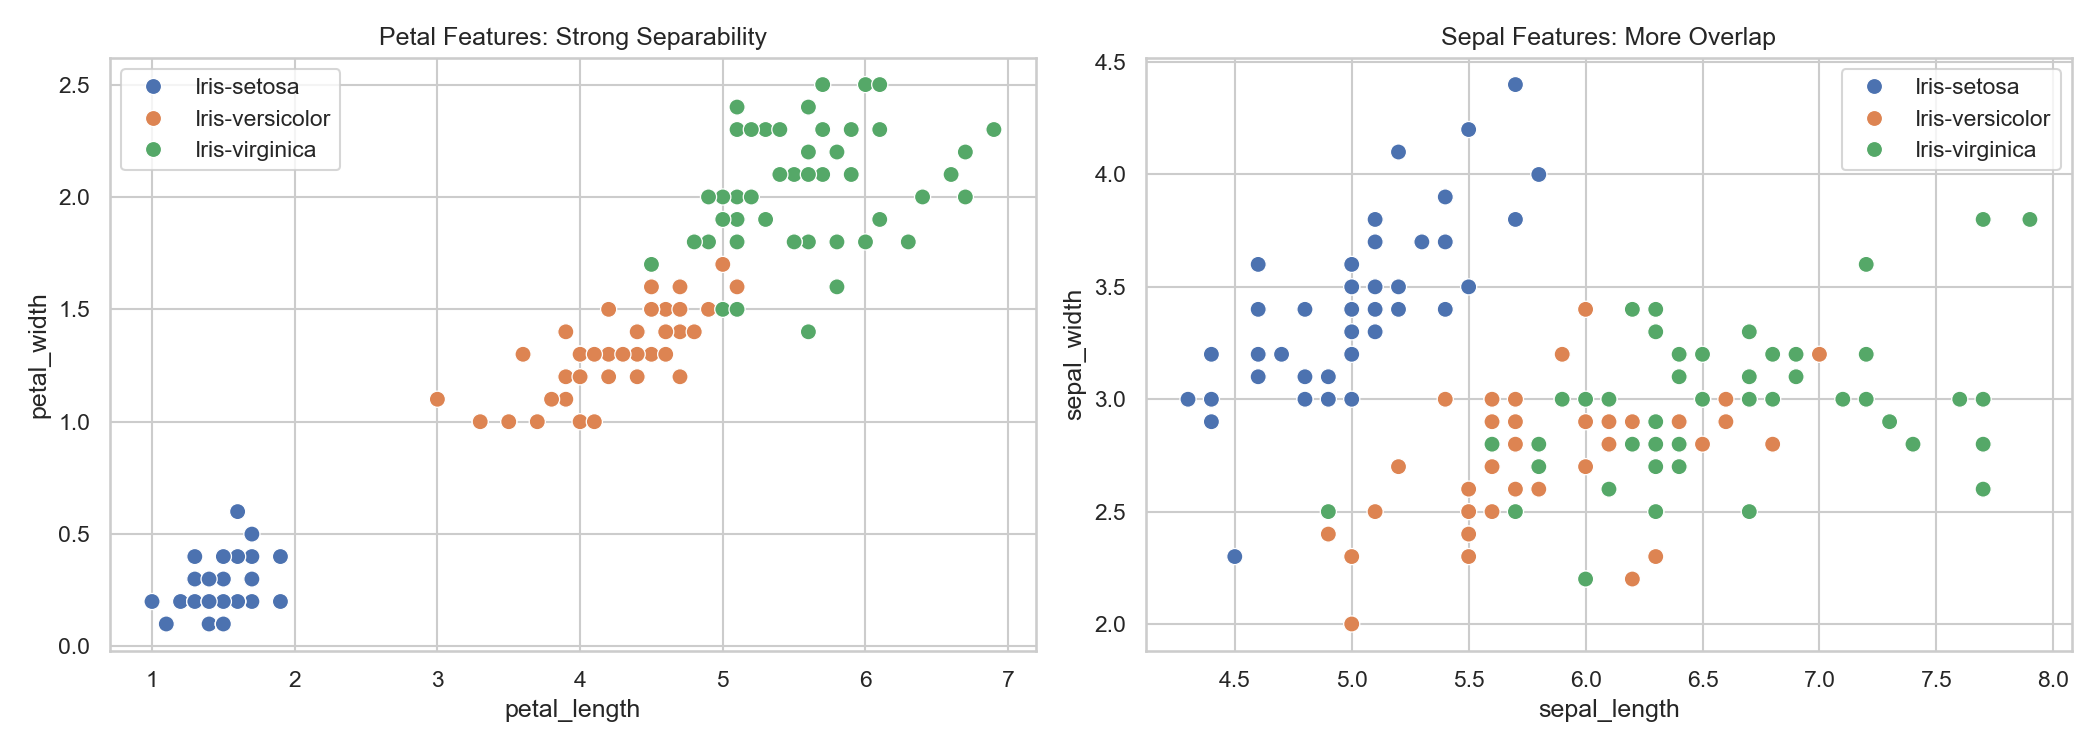 Petal Features: Strong Separability
Iris-setosa
Iris-versicolor
Iris-virginica
2.5
2.0
1.5
1.0
0.5
0.0
petal_width
1 2 3 4 5 6 7
petal_length
Sepal Features: More Overlap
Iris-setosa
Iris-versicolor
Iris-virginica
4.5
4.0
3.5
3.0
2.5
2.0
sepal_width
4.5 5.0 5.5 6.0 6.5 7.0 7.5 8.0
sepal_length